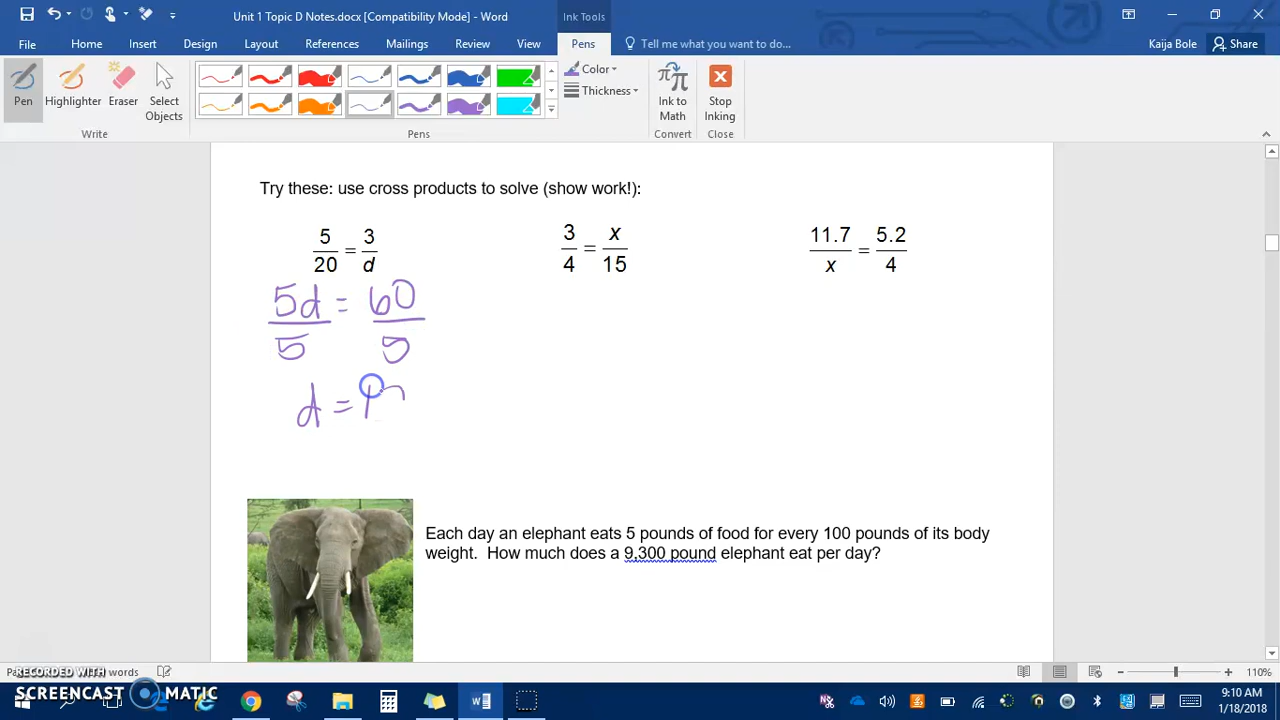 Unit 1 Topic D Notes.docx [Compatibility Mode] - Word
Ink Tools
File Home Insert Design Layout References Mailings Review View Pens Tell me what you want to do... Kaija Bole Share
Pen Highlighter Eraser Select Objects
Color
Thickness
Ink to Math
Stop Inking
Write Pens Convert Close
Try these: use cross products to solve (show work!):
5/20 = 3/d
3/4 = x/15
11.7/x = 5.2/4
5d = 60
5 5
d = 1
Each day an elephant eats 5 pounds of food for every 100 pounds of its body
weight. How much does a 9,300 pound elephant eat per day?
words
110%
RECORDED WITH
SCREENCAST MATIC
9:10 AM
1/18/2018